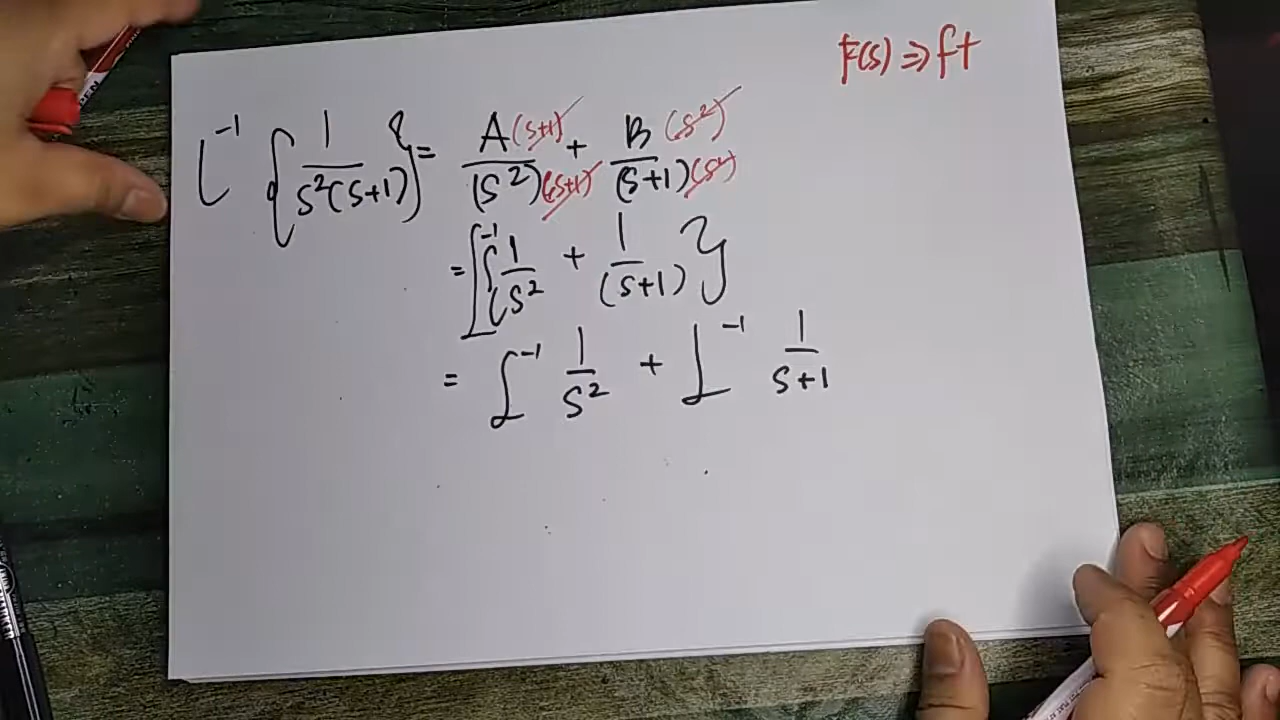 F(s) ⇒ ft
L⁻¹ { 1/(s²(s+1)) } = A(s+1)/((s²)(s+1)) + B(s²)/((s+1)(s²))
= L⁻¹ { 1/s² + 1/(s+1) }
= L⁻¹ 1/s² + L⁻¹ 1/(s+1)